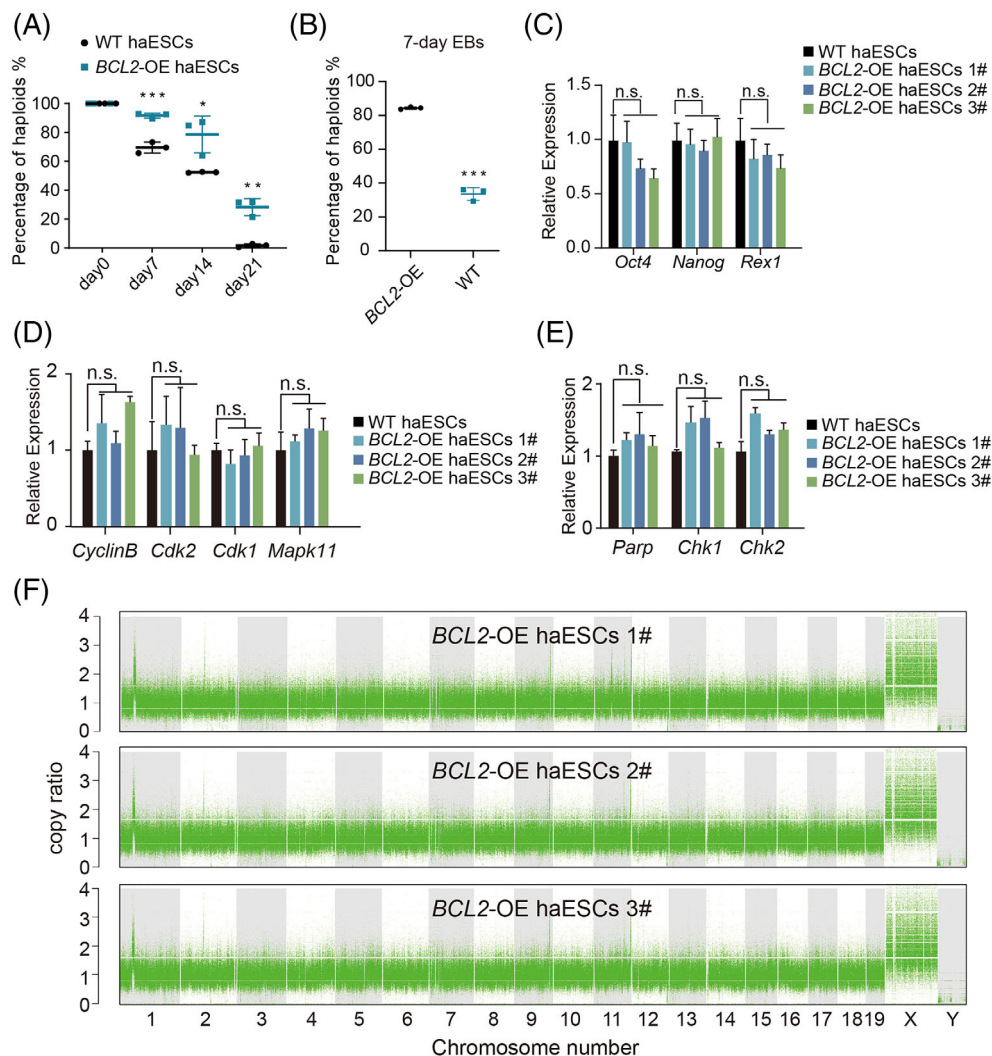 (A)
WT haESCs
BCL2-OE haESCs
Percentage of haploids %
100
80
60
40
20
0
***
*
**
day0
day7
day14
day21
(B)
7-day EBs
Percentage of haploids %
100
80
60
40
20
0
***
BCL2-OE
WT
(C)
WT haESCs
BCL2-OE haESCs 1#
BCL2-OE haESCs 2#
BCL2-OE haESCs 3#
Relative Expression
1.5
1.0
0.5
0.0
n.s.
n.s.
n.s.
Oct4 Nanog Rex1
(D)
Relative Expression
2
1
0
n.s.
n.s.
n.s.
n.s.
CyclinB Cdk2 Cdk1 Mapk11
WT haESCs
BCL2-OE haESCs 1#
BCL2-OE haESCs 2#
BCL2-OE haESCs 3#
(E)
Relative Expression
2
1
0
n.s.
n.s.
n.s.
Parp Chk1 Chk2
WT haESCs
BCL2-OE haESCs 1#
BCL2-OE haESCs 2#
BCL2-OE haESCs 3#
(F)
copy ratio
4
3
2
1
0
BCL2-OE haESCs 1#
4
3
2
1
0
BCL2-OE haESCs 2#
4
3
2
1
0
BCL2-OE haESCs 3#
1 2 3 4 5 6 7 8 9 10 11 12 13 14 15 16 17 18 19 X Y
Chromosome number